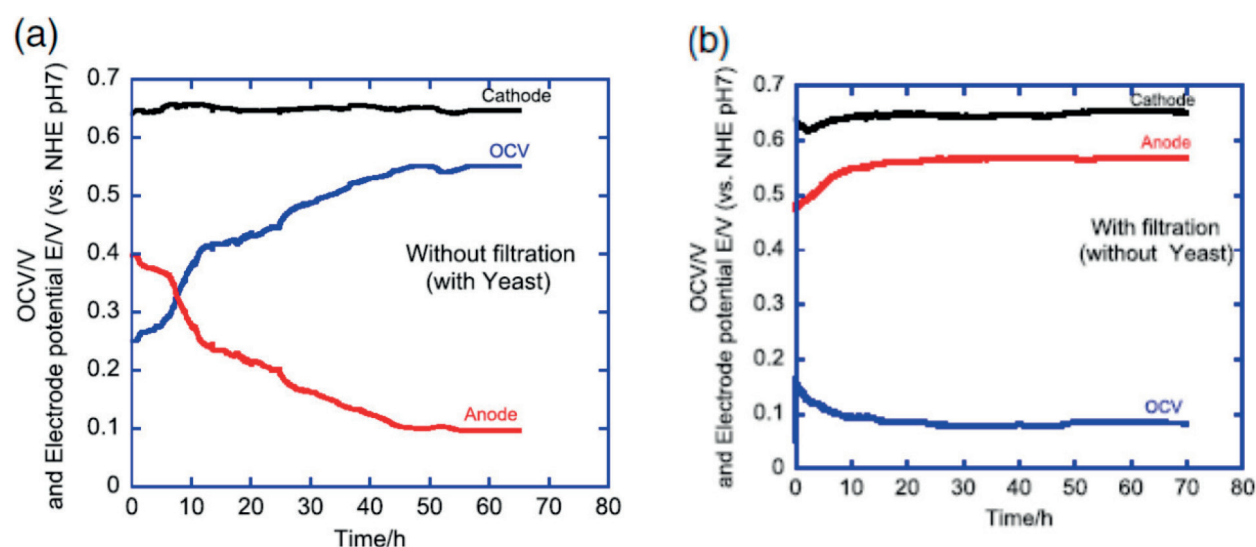 (a)
OCV/V
and Electrode potential E/V (vs. NHE pH7)
0.7
0.6
0.5
0.4
0.3
0.2
0.1
0
Cathode
OCV
Without filtration
(with Yeast)
Anode
0 10 20 30 40 50 60 70 80
Time/h
(b)
OCV/V
and Electrode potential E/V (vs. NHE pH7)
0.7
0.6
0.5
0.4
0.3
0.2
0.1
0
Cathode
Anode
With filtration
(without Yeast)
OCV
0 10 20 30 40 50 60 70 80
Time/h